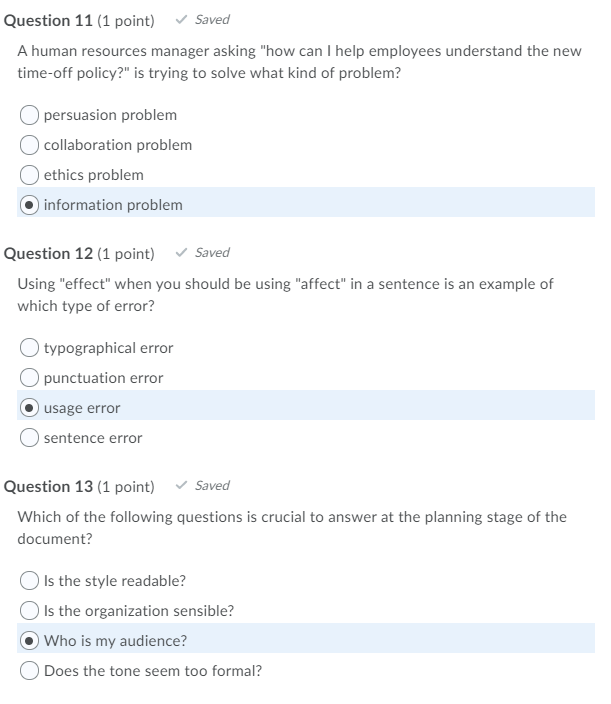 Question 11 (1 point) Saved
A human resources manager asking "how can I help employees understand the new
time-off policy?" is trying to solve what kind of problem?
persuasion problem
collaboration problem
ethics problem
information problem
Question 12 (1 point) Saved
Using "effect" when you should be using "affect" in a sentence is an example of
which type of error?
typographical error
punctuation error
usage error
sentence error
Question 13 (1 point) Saved
Which of the following questions is crucial to answer at the planning stage of the
document?
Is the style readable?
Is the organization sensible?
Who is my audience?
Does the tone seem too formal?